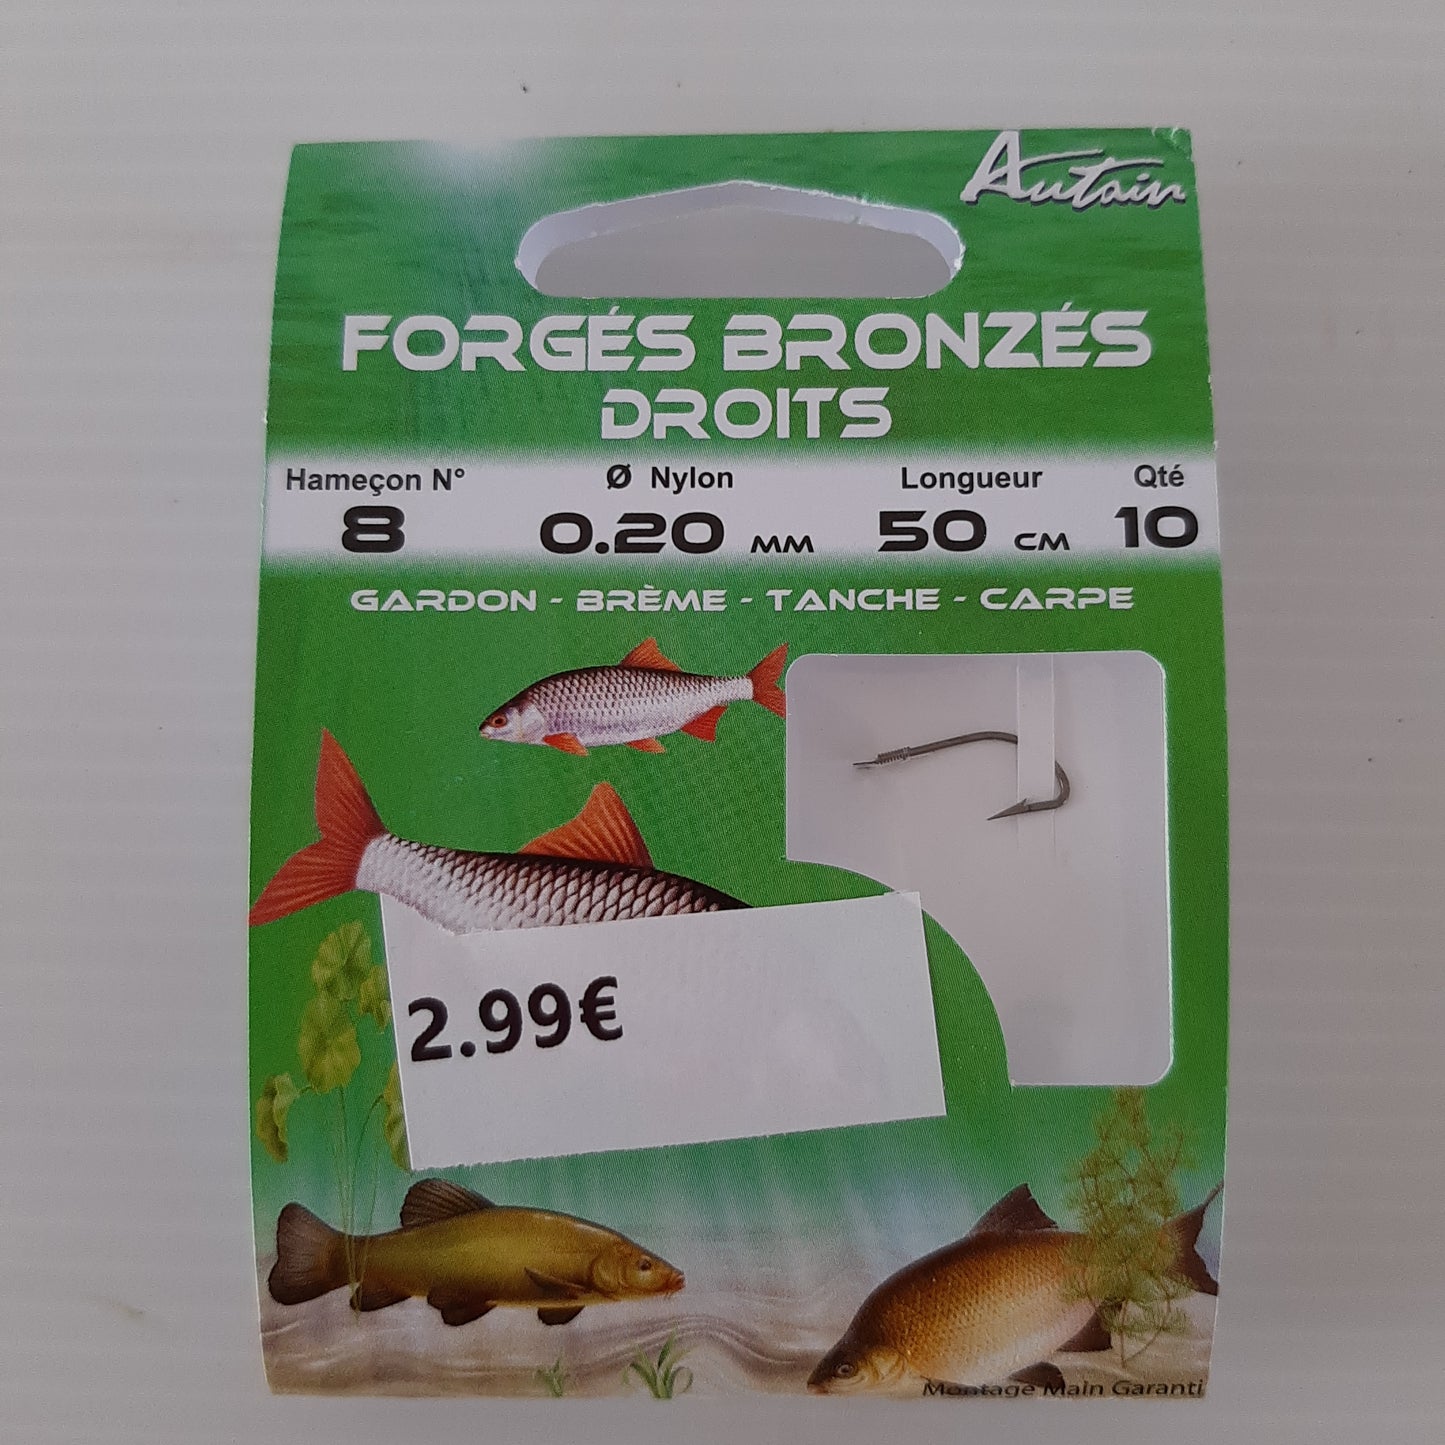 Autain
FORGÉS BRONZÉS
DROITS
Hameçon N° Ø Nylon Longueur Qté
8 0.20 MM 50 CM 10
GARDON - BRÈME - TANCHE - CARPE
2.99€
Montage Main Garanti